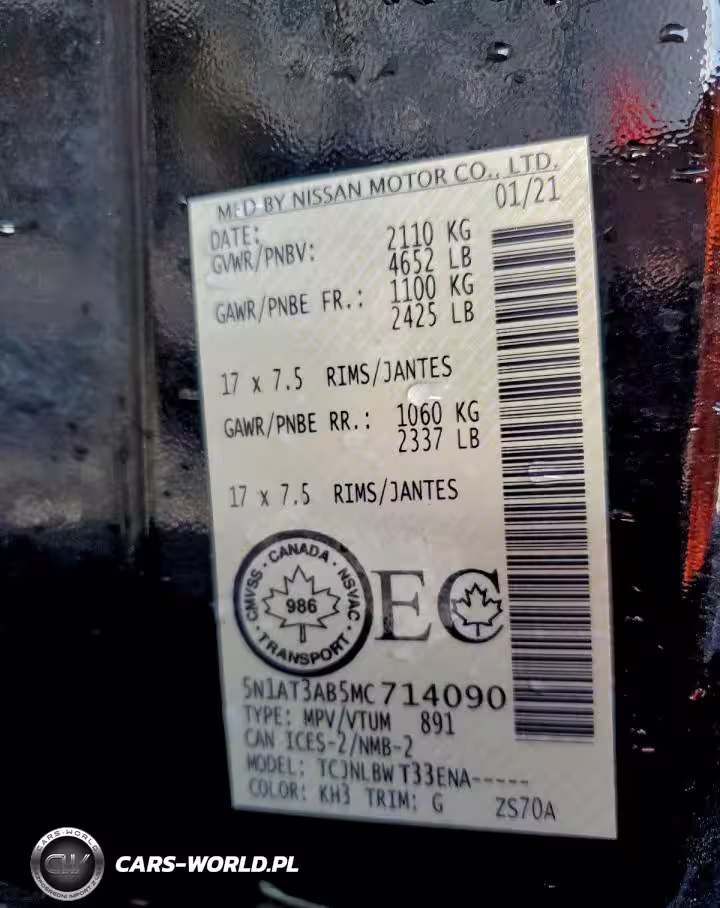 MFD BY NISSAN MOTOR CO., LTD.
DATE: 01/21
GVWR/PNBV: 2110 KG
4652 LB
GAWR/PNBE FR.: 1100 KG
2425 LB
17 x 7.5 RIMS/JANTES
GAWR/PNBE RR.: 1060 KG
2337 LB
17 x 7.5 RIMS/JANTES
CANADA · NSVAC · TRANSPORT · CMVSS ·
986
EC
5N1AT3AB5MC714090
TYPE: MPV/VTUM 891
CAN ICES-2/NMB-2
MODEL: TCJNLBW T33ENA-----
COLOR: KH3 TRIM: G ZS70A
CARS-WORLD
CW
CARS-WORLD.PL